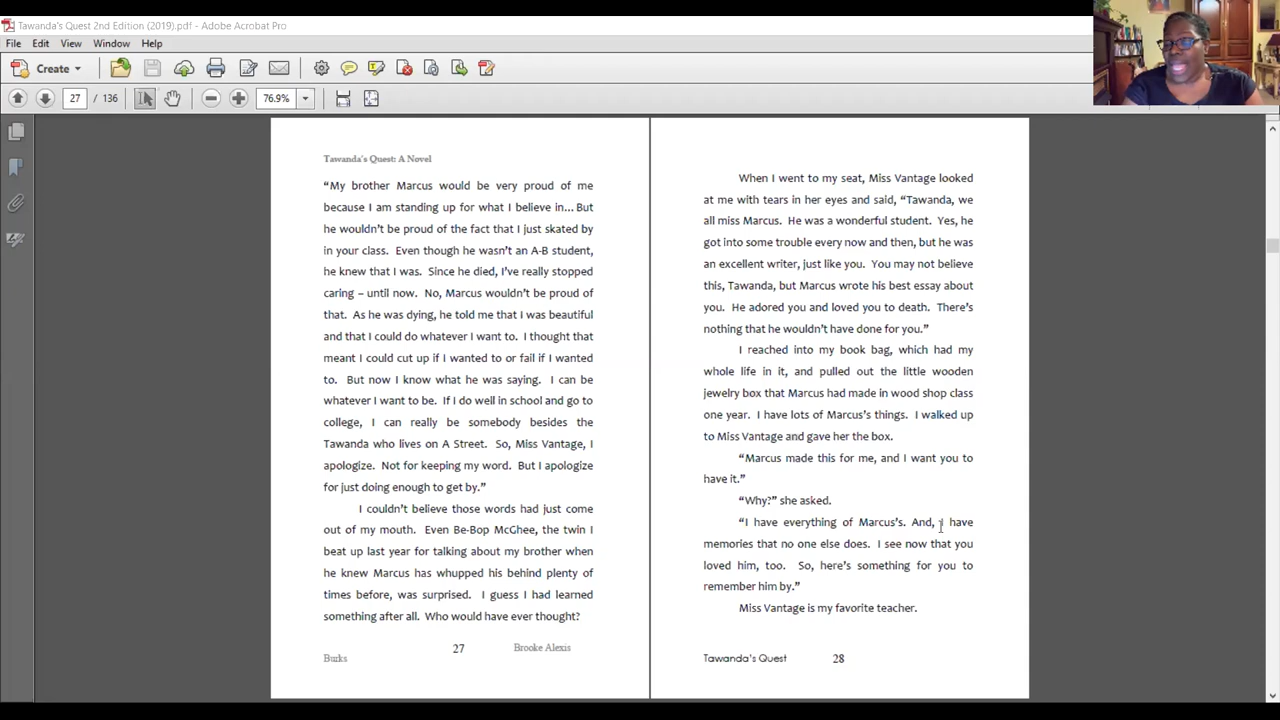 Tawanda's Quest 2nd Edition (2019).pdf - Adobe Acrobat Pro
File Edit View Window Help
Create
27 / 136 76.9%
Tawanda's Quest: A Novel
“My brother Marcus would be very proud of me
because I am standing up for what I believe in... But
he wouldn’t be proud of the fact that I just skated by
in your class. Even though he wasn’t an A-B student,
he knew that I was. Since he died, I’ve really stopped
caring – until now. No, Marcus wouldn’t be proud of
that. As he was dying, he told me that I was beautiful
and that I could do whatever I want to. I thought that
meant I could cut up if I wanted to or fail if I wanted
to. But now I know what he was saying. I can be
whatever I want to be. If I do well in school and go to
college, I can really be somebody besides the
Tawanda who lives on A Street. So, Miss Vantage, I
apologize. Not for keeping my word. But I apologize
for just doing enough to get by.”
I couldn’t believe those words had just come
out of my mouth. Even Be-Bop McGhee, the twin I
beat up last year for talking about my brother when
he knew Marcus has whupped his behind plenty of
times before, was surprised. I guess I had learned
something after all. Who would have ever thought?
27 Brooke Alexis
Burks
When I went to my seat, Miss Vantage looked
at me with tears in her eyes and said, “Tawanda, we
all miss Marcus. He was a wonderful student. Yes, he
got into some trouble every now and then, but he was
an excellent writer, just like you. You may not believe
this, Tawanda, but Marcus wrote his best essay about
you. He adored you and loved you to death. There’s
nothing that he wouldn’t have done for you.”
I reached into my book bag, which had my
whole life in it, and pulled out the little wooden
jewelry box that Marcus had made in wood shop class
one year. I have lots of Marcus’s things. I walked up
to Miss Vantage and gave her the box.
“Marcus made this for me, and I want you to
have it.”
“Why?” she asked.
“I have everything of Marcus’s. And, I have
memories that no one else does. I see now that you
loved him, too. So, here’s something for you to
remember him by.”
Miss Vantage is my favorite teacher.
Tawanda’s Quest 28